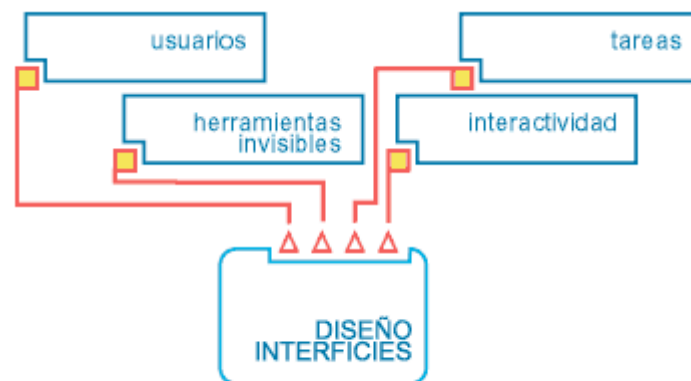 usuarios
tareas
herramientas
invisibles
interactividad
DISEÑO
INTERFICIES